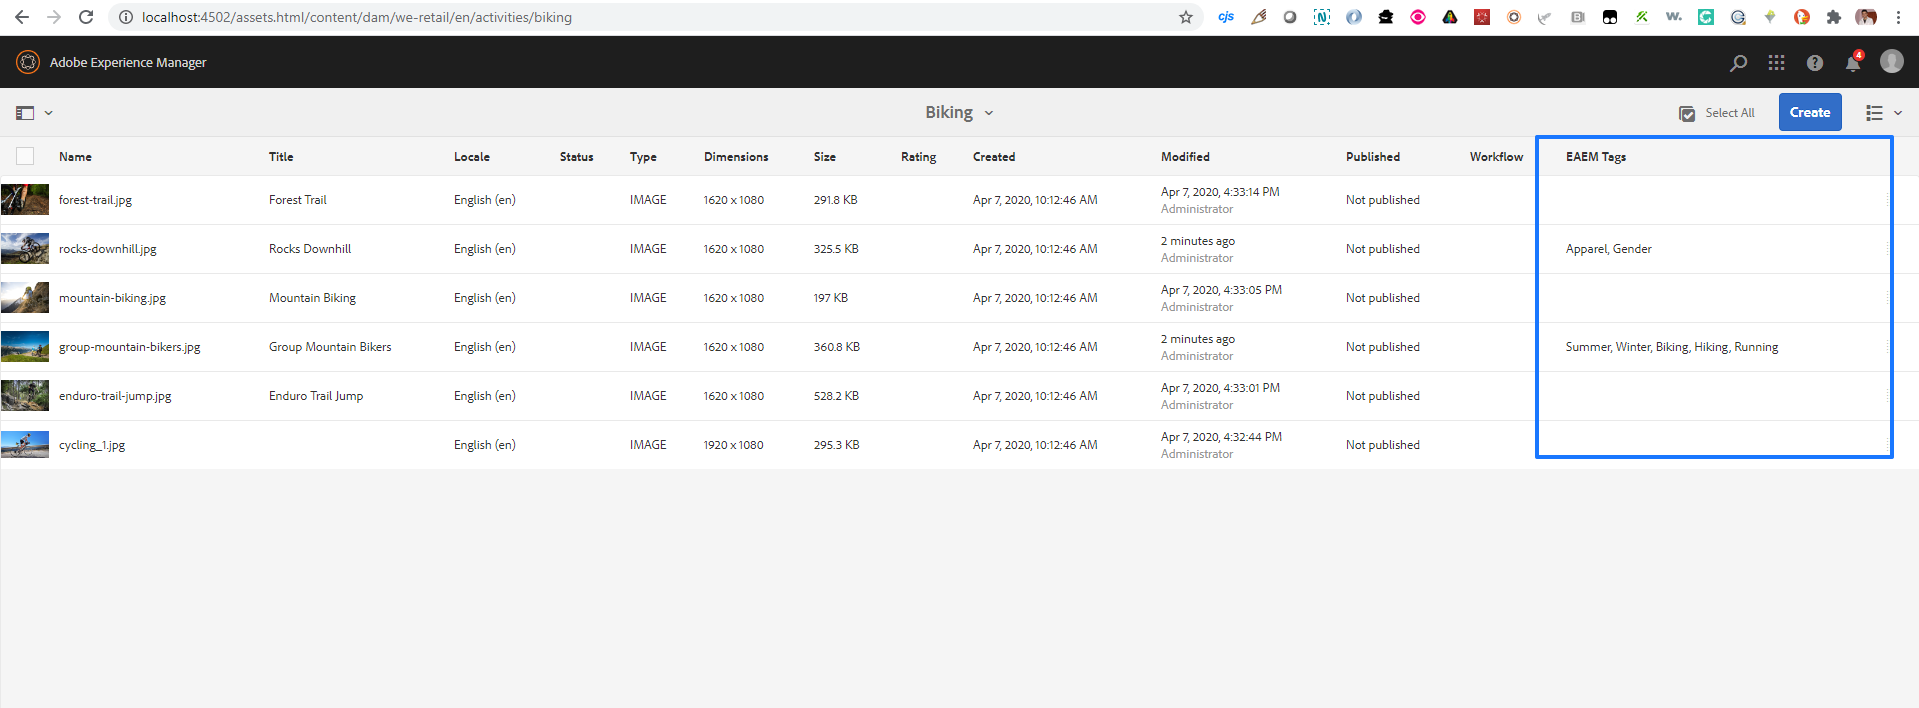 localhost:4502/assets.html/content/dam/we-retail/en/activities/biking
cjs
N
BI
w.
C
G
Adobe Experience Manager
4
Biking
Select All
Create
Name Title Locale Status Type Dimensions Size Rating Created Modified Published Workflow EAEM Tags
forest-trail.jpg Forest Trail English (en) IMAGE 1620 x 1080 291.8 KB Apr 7, 2020, 10:12:46 AM Apr 7, 2020, 4:33:14 PM Not published
Administrator
rocks-downhill.jpg Rocks Downhill English (en) IMAGE 1620 x 1080 325.5 KB Apr 7, 2020, 10:12:46 AM 2 minutes ago Not published Apparel, Gender
Administrator
mountain-biking.jpg Mountain Biking English (en) IMAGE 1620 x 1080 197 KB Apr 7, 2020, 10:12:46 AM Apr 7, 2020, 4:33:05 PM Not published
Administrator
group-mountain-bikers.jpg Group Mountain Bikers English (en) IMAGE 1620 x 1080 360.8 KB Apr 7, 2020, 10:12:46 AM 2 minutes ago Not published Summer, Winter, Biking, Hiking, Running
Administrator
enduro-trail-jump.jpg Enduro Trail Jump English (en) IMAGE 1620 x 1080 528.2 KB Apr 7, 2020, 10:12:46 AM Apr 7, 2020, 4:33:01 PM Not published
Administrator
cycling_1.jpg English (en) IMAGE 1920 x 1080 295.3 KB Apr 7, 2020, 10:12:46 AM Apr 7, 2020, 4:32:44 PM Not published
Administrator